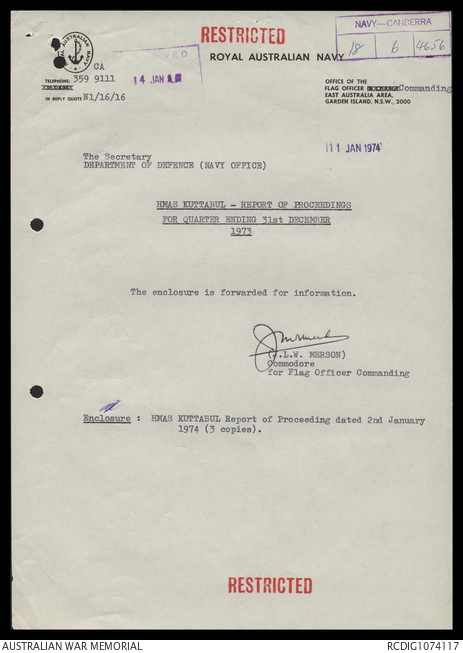 RESTRICTED
NAVY—CANBERRA
18 6 4656
ROYAL AUSTRALIAN NAVY
ROYAL AUSTRALIAN NAVY
CA
TELEPHONE: 359 9111
IN REPLY QUOTE N1/16/16
14 JAN
OFFICE OF THE
FLAG OFFICER Commanding
EAST AUSTRALIA AREA,
GARDEN ISLAND, N.S.W., 2000
11 JAN 1974
The Secretary
DEPARTMENT OF DEFENCE (NAVY OFFICE)
HMAS KUTTABUL - REPORT OF PROCEEDINGS
FOR QUARTER ENDING 31st DECEMBER
1973
The enclosure is forwarded for information.
(J.L.W. MERSON)
Commodore
for Flag Officer Commanding
Enclosure : HMAS KUTTABUL Report of Proceeding dated 2nd January
1974 (3 copies).
RESTRICTED
AUSTRALIAN WAR MEMORIAL
RCDIG1074117